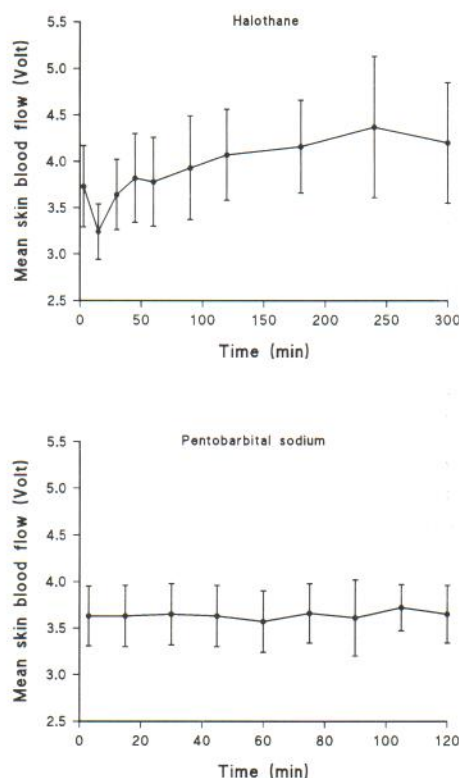 Halothane
Mean skin blood flow (Volt)
5.5
5.0
4.5
4.0
3.5
3.0
2.5
0 50 100 150 200 250 300
Time (min)
Pentobarbital sodium
Mean skin blood flow (Volt)
5.5
5.0
4.5
4.0
3.5
3.0
2.5
0 20 40 60 80 100 120
Time (min)